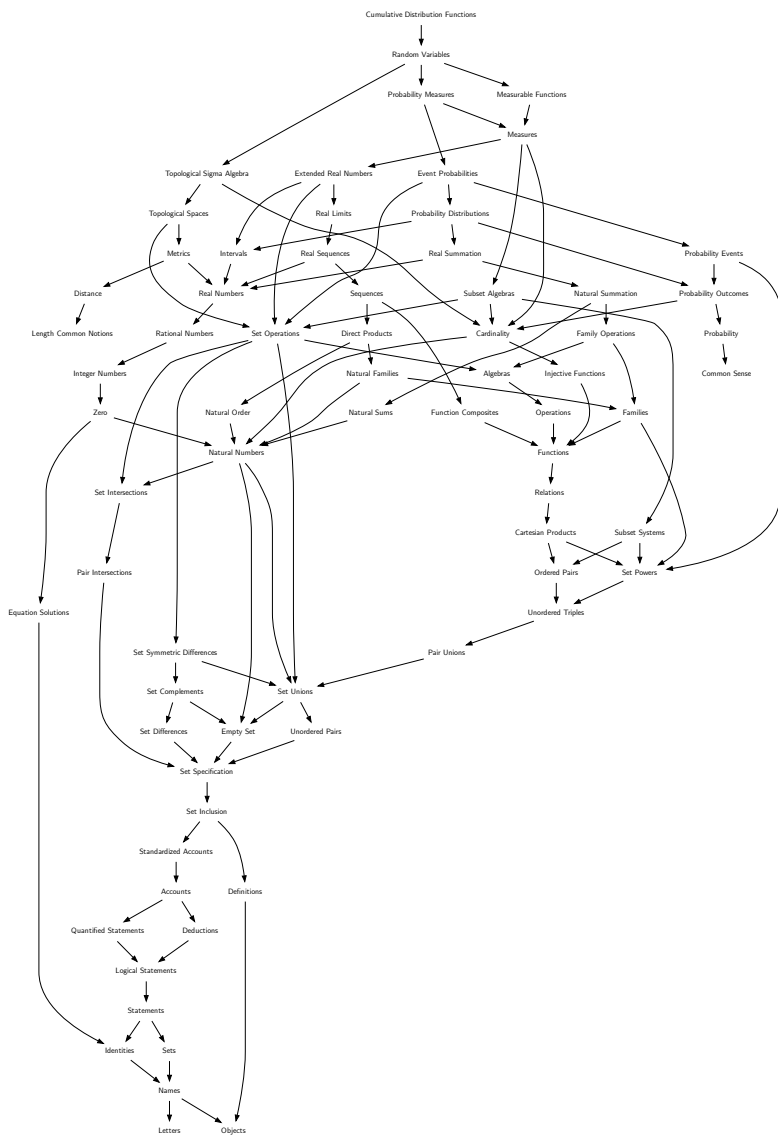 Cumulative Distribution Functions
Random Variables
Probability Measures
Measurable Functions
Measures
Topological Sigma Algebra
Extended Real Numbers
Event Probabilities
Topological Spaces
Real Limits
Probability Distributions
Metrics
Intervals
Real Sequences
Real Summation
Probability Events
Distance
Real Numbers
Sequences
Subset Algebras
Natural Summation
Probability Outcomes
Length Common Notions
Rational Numbers
Set Operations
Direct Products
Cardinality
Family Operations
Probability
Integer Numbers
Natural Families
Algebras
Injective Functions
Common Sense
Zero
Natural Order
Natural Sums
Function Composites
Operations
Families
Natural Numbers
Functions
Set Intersections
Relations
Cartesian Products
Subset Systems
Pair Intersections
Ordered Pairs
Set Powers
Equation Solutions
Unordered Triples
Set Symmetric Differences
Pair Unions
Set Complements
Set Unions
Set Differences
Empty Set
Unordered Pairs
Set Specification
Set Inclusion
Standardized Accounts
Accounts
Definitions
Quantified Statements
Deductions
Logical Statements
Statements
Identities
Sets
Names
Letters
Objects